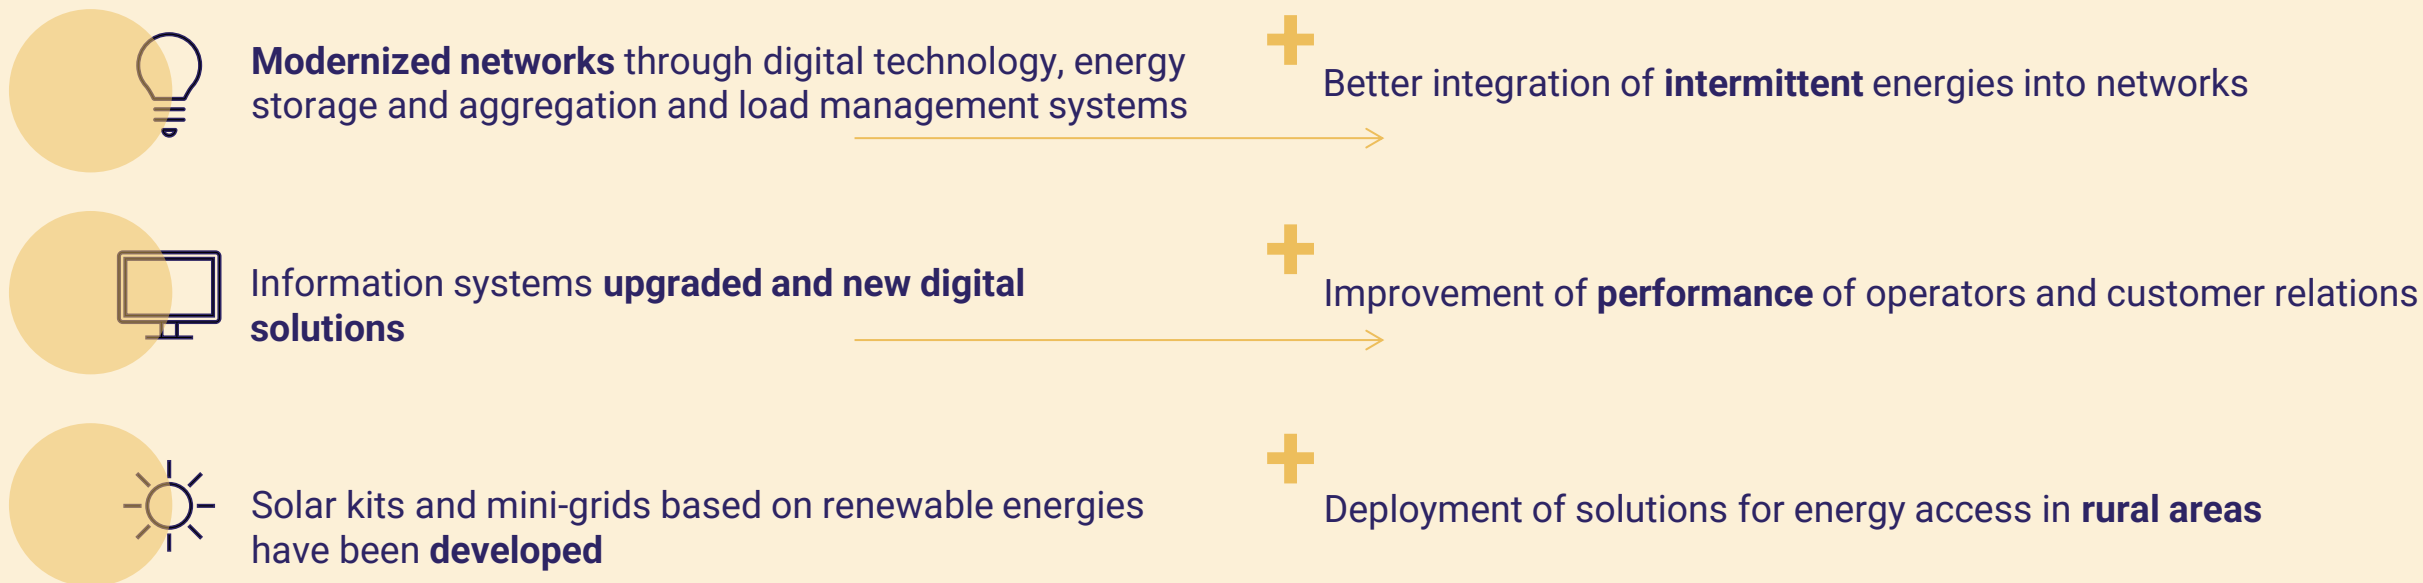 Modernized networks through digital technology, energy
storage and aggregation and load management systems
Better integration of intermittent energies into networks
Information systems upgraded and new digital
solutions
Improvement of performance of operators and customer relations
Solar kits and mini-grids based on renewable energies
have been developed
Deployment of solutions for energy access in rural areas